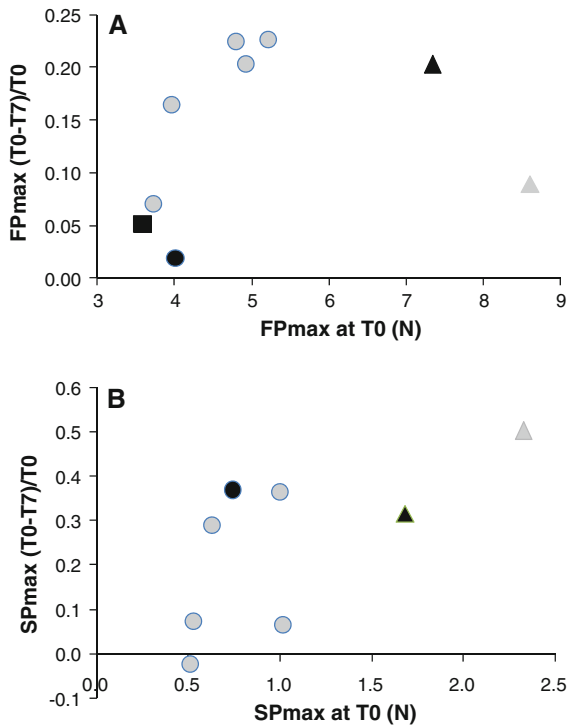 A
0.25
0.20
0.15
0.10
0.05
0.00
FPmax (T0-T7)/T0
3 4 5 6 7 8 9
FPmax at T0 (N)
B
0.6
0.5
0.4
0.3
0.2
0.1
0.0
-0.1
SPmax (T0-T7)/T0
0.0 0.5 1.0 1.5 2.0 2.5
SPmax at T0 (N)